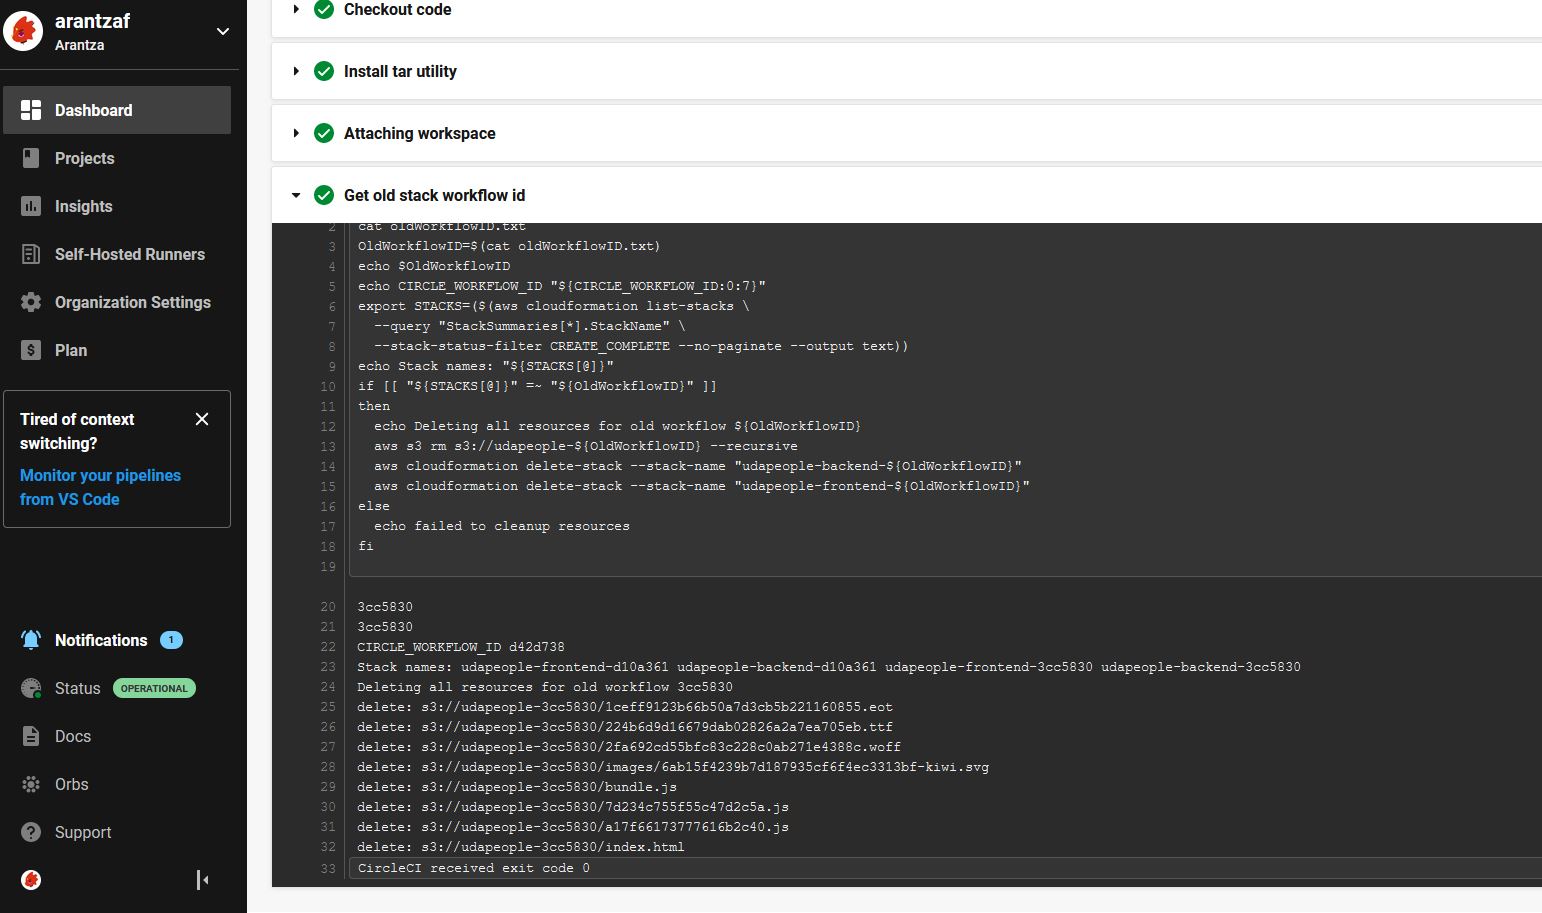 arantzaf
Arantza
Dashboard
Projects
Insights
Self-Hosted Runners
Organization Settings
Plan
Tired of context
switching?
Monitor your pipelines
from VS Code
Notifications 1
Status OPERATIONAL
Docs
Orbs
Support
Checkout code
Install tar utility
Attaching workspace
Get old stack workflow id
2 cat oldWorkflowID.txt
3 OldWorkflowID=$(cat oldWorkflowID.txt)
4 echo $OldWorkflowID
5 echo CIRCLE_WORKFLOW_ID "${CIRCLE_WORKFLOW_ID:0:7}"
6 export STACKS=($(aws cloudformation list-stacks \
7 --query "StackSummaries[*].StackName" \
8 --stack-status-filter CREATE_COMPLETE --no-paginate --output text))
9 echo Stack names: "${STACKS[@]}"
10 if [[ "${STACKS[@]}" =~ "${OldWorkflowID}" ]]
11 then
12 echo Deleting all resources for old workflow ${OldWorkflowID}
13 aws s3 rm s3://udapeople-${OldWorkflowID} --recursive
14 aws cloudformation delete-stack --stack-name "udapeople-backend-${OldWorkflowID}"
15 aws cloudformation delete-stack --stack-name "udapeople-frontend-${OldWorkflowID}"
16 else
17 echo failed to cleanup resources
18 fi
19
20 3cc5830
21 3cc5830
22 CIRCLE_WORKFLOW_ID d42d738
23 Stack names: udapeople-frontend-d10a361 udapeople-backend-d10a361 udapeople-frontend-3cc5830 udapeople-backend-3cc5830
24 Deleting all resources for old workflow 3cc5830
25 delete: s3://udapeople-3cc5830/1ceff9123b66b50a7d3cb5b221160855.eot
26 delete: s3://udapeople-3cc5830/224b6d9d16679dab02826a2a7ea705eb.ttf
27 delete: s3://udapeople-3cc5830/2fa692cd55bfc83c228c0ab271e4388c.woff
28 delete: s3://udapeople-3cc5830/images/6ab15f4239b7d187935cf6f4ec3313bf-kiwi.svg
29 delete: s3://udapeople-3cc5830/bundle.js
30 delete: s3://udapeople-3cc5830/7d234c755f55c47d2c5a.js
31 delete: s3://udapeople-3cc5830/a17f66173777616b2c40.js
32 delete: s3://udapeople-3cc5830/index.html
33 CircleCI received exit code 0